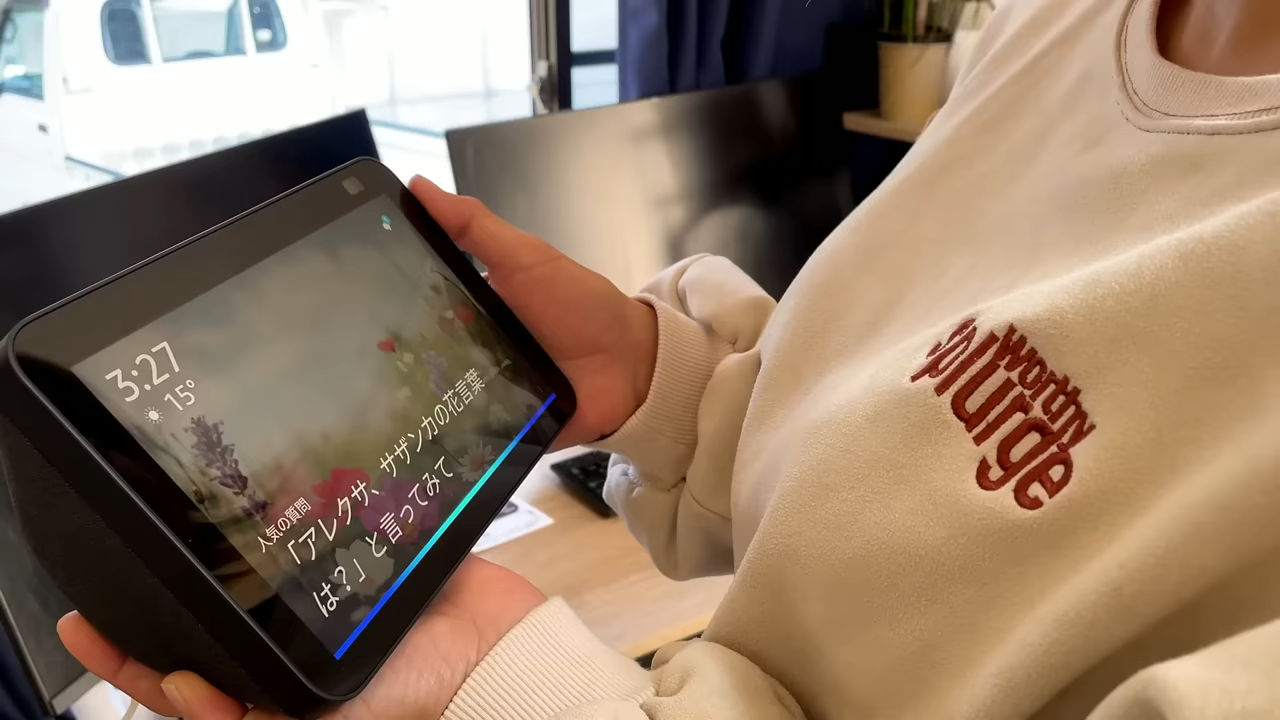 3:27
15°
人気の質問
「アレクサ、サザンカの花言葉
は?」と言ってみて
worthy
splurge